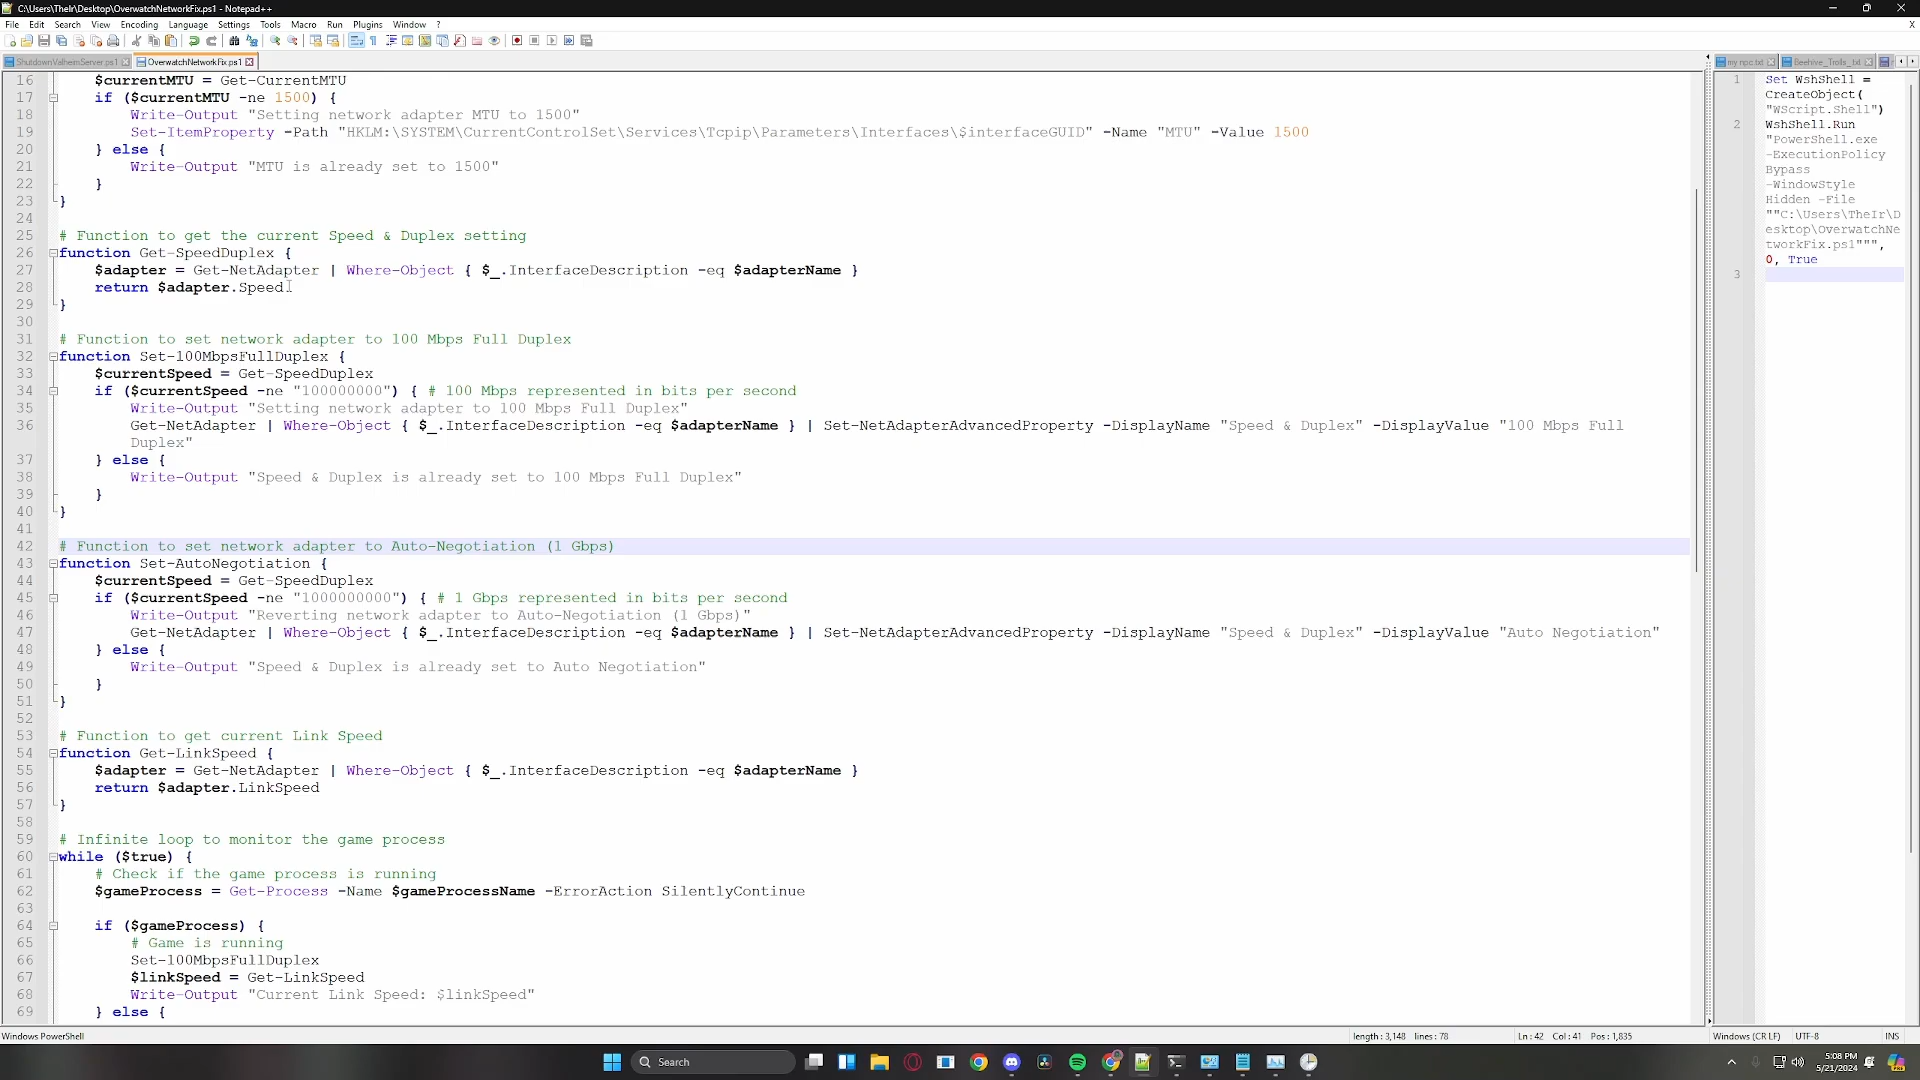 C:\Users\TheIr\Desktop\OverwatchNetworkFix.ps1 - Notepad++
File Edit Search View Encoding Language Settings Tools Macro Run Plugins Window ?
X
ShutdownValheimServer.ps1 OverwatchNetworkFix.ps1 my npc.txt Beehive_Trolls_.txt
16 $currentMTU = Get-CurrentMTU
17 if ($currentMTU -ne 1500) {
18 Write-Output "Setting network adapter MTU to 1500"
19 Set-ItemProperty -Path "HKLM:\SYSTEM\CurrentControlSet\Services\Tcpip\Parameters\Interfaces\$interfaceGUID" -Name "MTU" -Value 1500
20 } else {
21 Write-Output "MTU is already set to 1500"
22 }
23 }
24
25 # Function to get the current Speed & Duplex setting
26 function Get-SpeedDuplex {
27 $adapter = Get-NetAdapter | Where-Object { $_.InterfaceDescription -eq $adapterName }
28 return $adapter.Speed
29 }
30
31 # Function to set network adapter to 100 Mbps Full Duplex
32 function Set-100MbpsFullDuplex {
33 $currentSpeed = Get-SpeedDuplex
34 if ($currentSpeed -ne "100000000") { # 100 Mbps represented in bits per second
35 Write-Output "Setting network adapter to 100 Mbps Full Duplex"
36 Get-NetAdapter | Where-Object { $_.InterfaceDescription -eq $adapterName } | Set-NetAdapterAdvancedProperty -DisplayName "Speed & Duplex" -DisplayValue "100 Mbps Full
Duplex"
37 } else {
38 Write-Output "Speed & Duplex is already set to 100 Mbps Full Duplex"
39 }
40 }
41
42 # Function to set network adapter to Auto-Negotiation (1 Gbps)
43 function Set-AutoNegotiation {
44 $currentSpeed = Get-SpeedDuplex
45 if ($currentSpeed -ne "1000000000") { # 1 Gbps represented in bits per second
46 Write-Output "Reverting network adapter to Auto-Negotiation (1 Gbps)"
47 Get-NetAdapter | Where-Object { $_.InterfaceDescription -eq $adapterName } | Set-NetAdapterAdvancedProperty -DisplayName "Speed & Duplex" -DisplayValue "Auto Negotiation"
48 } else {
49 Write-Output "Speed & Duplex is already set to Auto Negotiation"
50 }
51 }
52
53 # Function to get current Link Speed
54 function Get-LinkSpeed {
55 $adapter = Get-NetAdapter | Where-Object { $_.InterfaceDescription -eq $adapterName }
56 return $adapter.LinkSpeed
57 }
58
59 # Infinite loop to monitor the game process
60 while ($true) {
61 # Check if the game process is running
62 $gameProcess = Get-Process -Name $gameProcessName -ErrorAction SilentlyContinue
63
64 if ($gameProcess) {
65 # Game is running
66 Set-100MbpsFullDuplex
67 $linkSpeed = Get-LinkSpeed
68 Write-Output "Current Link Speed: $linkSpeed"
69 } else {
1 Set WshShell =
CreateObject(
"WScript.Shell")
2 WshShell.Run
"PowerShell.exe
-ExecutionPolicy
Bypass
-WindowStyle
Hidden -File
""C:\Users\TheIr\D
esktop\OverwatchNe
tworkFix.ps1""",
0, True
3
Windows PowerShell length : 3,148 lines : 78 Ln : 42 Col : 41 Pos : 1,835 Windows (CR LF) UTF-8 INS
Search
5:08 PM
5/21/2024